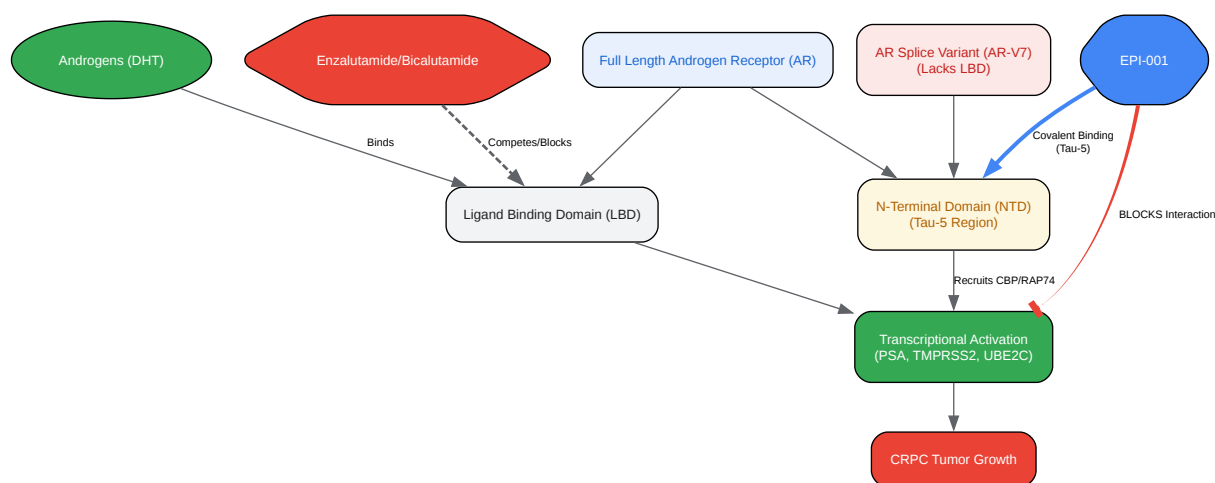 Androgens (DHT)
Enzalutamide/Bicalutamide
Full Length Androgen Receptor (AR)
AR Splice Variant (AR-V7)
(Lacks LBD)
EPI-001
Binds
Competes/Blocks
Covalent Binding
(Tau-5)
Ligand Binding Domain (LBD)
N-Terminal Domain (NTD)
(Tau-5 Region)
BLOCKS Interaction
Recruits CBP/RAP74
Transcriptional Activation
(PSA, TMPRSS2, UBE2C)
CRPC Tumor Growth